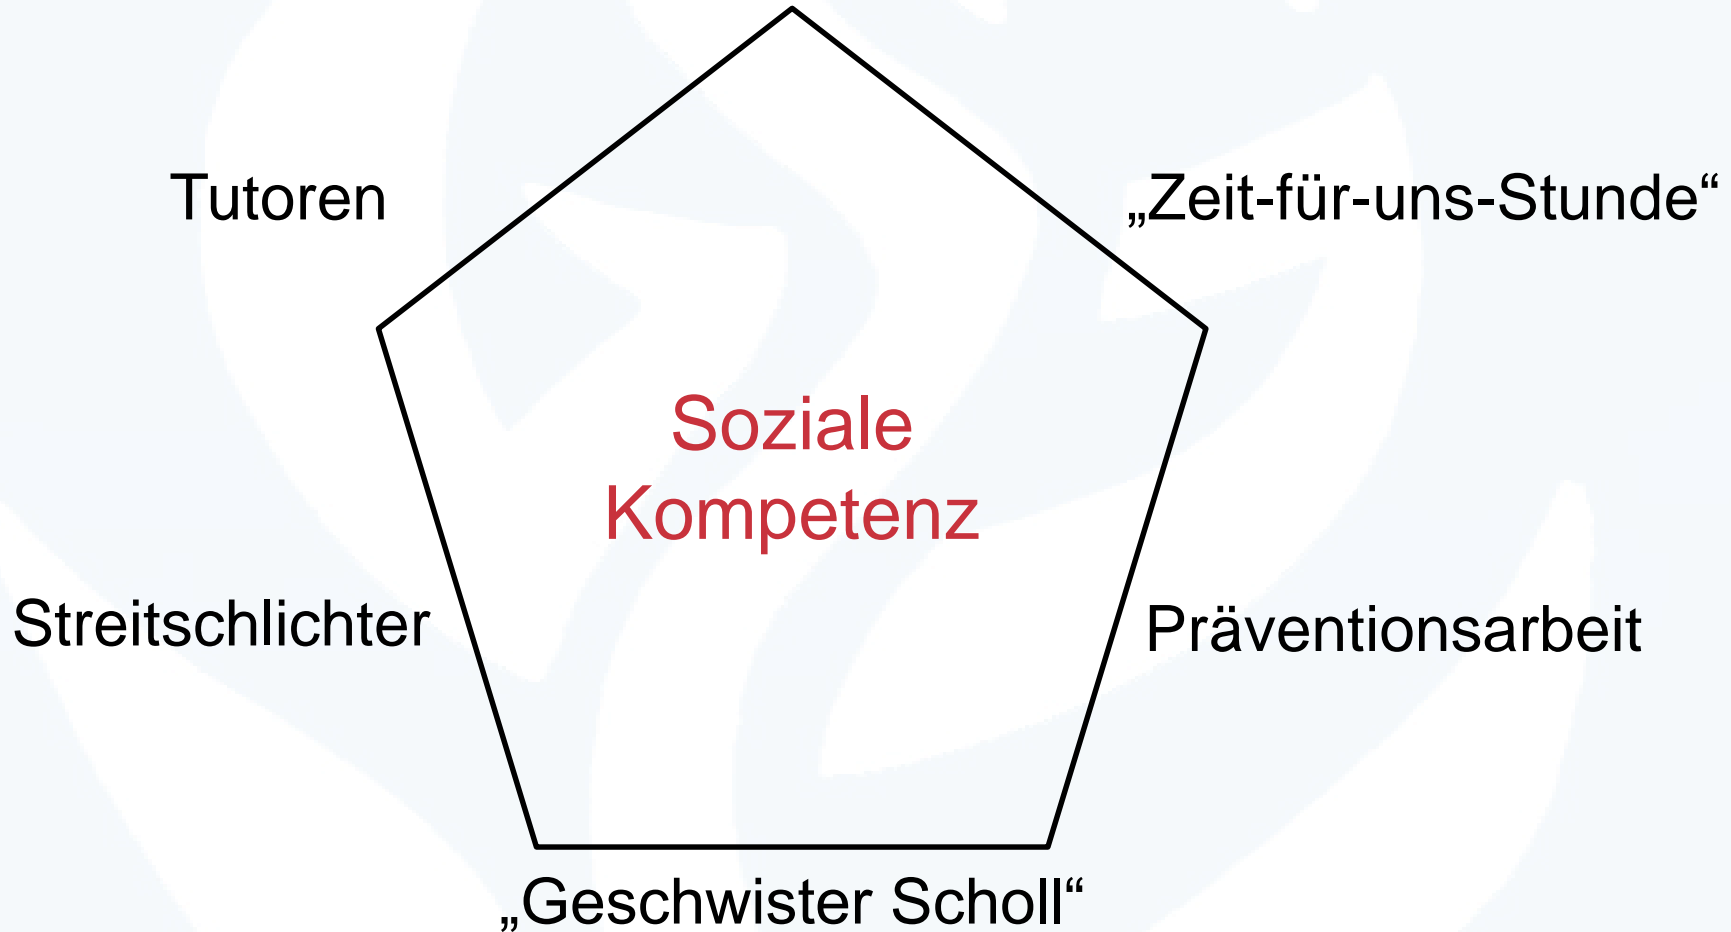 Tutoren
„Zeit-für-uns-Stunde“
Soziale
Kompetenz
Streitschlichter
Präventionsarbeit
„Geschwister Scholl“